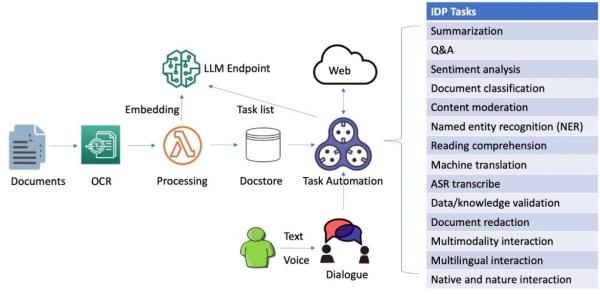 LLM Endpoint
Web
Embedding
Task list
Documents
OCR
Processing
Docstore
Task Automation
Text
Voice
Dialogue
IDP Tasks
Summarization
Q&A
Sentiment analysis
Document classification
Content moderation
Named entity recognition (NER)
Reading comprehension
Machine translation
ASR transcribe
Data/knowledge validation
Document redaction
Multimodality interaction
Multilingual interaction
Native and nature interaction